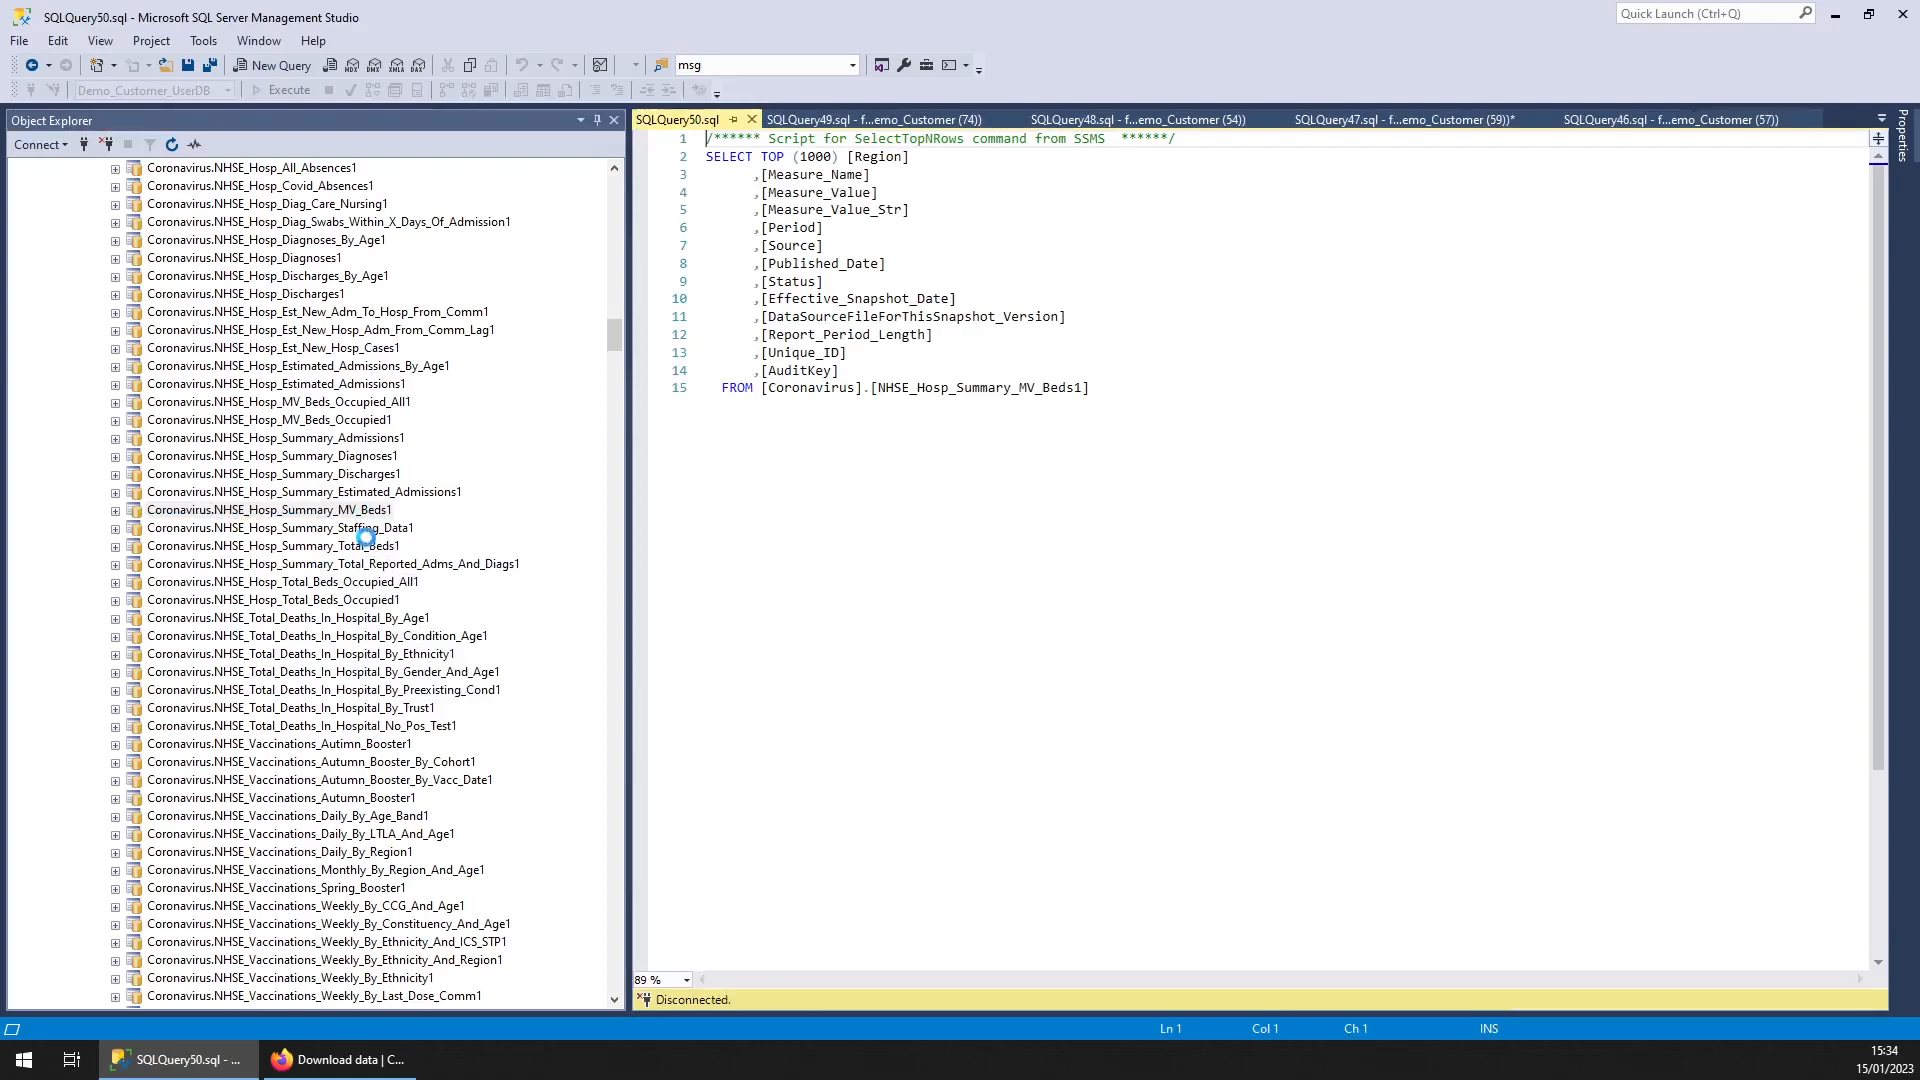 SQLQuery50.sql - Microsoft SQL Server Management Studio
Quick Launch (Ctrl+Q)
File Edit View Project Tools Window Help
New Query
MDX DMX XMLA DAX
msg
Demo_Customer_UserDB
Execute
Object Explorer
SQLQuery50.sql
SQLQuery49.sql - f...emo_Customer (74))
SQLQuery48.sql - f...emo_Customer (54))
SQLQuery47.sql - f...emo_Customer (59))*
SQLQuery46.sql - f...emo_Customer (57))
Properties
Connect
Coronavirus.NHSE_Hosp_All_Absences1
Coronavirus.NHSE_Hosp_Covid_Absences1
Coronavirus.NHSE_Hosp_Diag_Care_Nursing1
Coronavirus.NHSE_Hosp_Diag_Swabs_Within_X_Days_Of_Admission1
Coronavirus.NHSE_Hosp_Diagnoses_By_Age1
Coronavirus.NHSE_Hosp_Diagnoses1
Coronavirus.NHSE_Hosp_Discharges_By_Age1
Coronavirus.NHSE_Hosp_Discharges1
Coronavirus.NHSE_Hosp_Est_New_Adm_To_Hosp_From_Comm1
Coronavirus.NHSE_Hosp_Est_New_Hosp_Adm_From_Comm_Lag1
Coronavirus.NHSE_Hosp_Est_New_Hosp_Cases1
Coronavirus.NHSE_Hosp_Estimated_Admissions_By_Age1
Coronavirus.NHSE_Hosp_Estimated_Admissions1
Coronavirus.NHSE_Hosp_MV_Beds_Occupied_All1
Coronavirus.NHSE_Hosp_MV_Beds_Occupied1
Coronavirus.NHSE_Hosp_Summary_Admissions1
Coronavirus.NHSE_Hosp_Summary_Diagnoses1
Coronavirus.NHSE_Hosp_Summary_Discharges1
Coronavirus.NHSE_Hosp_Summary_Estimated_Admissions1
Coronavirus.NHSE_Hosp_Summary_MV_Beds1
Coronavirus.NHSE_Hosp_Summary_Staffing_Data1
Coronavirus.NHSE_Hosp_Summary_Total_Beds1
Coronavirus.NHSE_Hosp_Summary_Total_Reported_Adms_And_Diags1
Coronavirus.NHSE_Hosp_Total_Beds_Occupied_All1
Coronavirus.NHSE_Hosp_Total_Beds_Occupied1
Coronavirus.NHSE_Total_Deaths_In_Hospital_By_Age1
Coronavirus.NHSE_Total_Deaths_In_Hospital_By_Condition_Age1
Coronavirus.NHSE_Total_Deaths_In_Hospital_By_Ethnicity1
Coronavirus.NHSE_Total_Deaths_In_Hospital_By_Gender_And_Age1
Coronavirus.NHSE_Total_Deaths_In_Hospital_By_Preexisting_Cond1
Coronavirus.NHSE_Total_Deaths_In_Hospital_By_Trust1
Coronavirus.NHSE_Total_Deaths_In_Hospital_No_Pos_Test1
Coronavirus.NHSE_Vaccinations_Autimn_Booster1
Coronavirus.NHSE_Vaccinations_Autumn_Booster_By_Cohort1
Coronavirus.NHSE_Vaccinations_Autumn_Booster_By_Vacc_Date1
Coronavirus.NHSE_Vaccinations_Autumn_Booster1
Coronavirus.NHSE_Vaccinations_Daily_By_Age_Band1
Coronavirus.NHSE_Vaccinations_Daily_By_LTLA_And_Age1
Coronavirus.NHSE_Vaccinations_Daily_By_Region1
Coronavirus.NHSE_Vaccinations_Monthly_By_Region_And_Age1
Coronavirus.NHSE_Vaccinations_Spring_Booster1
Coronavirus.NHSE_Vaccinations_Weekly_By_CCG_And_Age1
Coronavirus.NHSE_Vaccinations_Weekly_By_Constituency_And_Age1
Coronavirus.NHSE_Vaccinations_Weekly_By_Ethnicity_And_ICS_STP1
Coronavirus.NHSE_Vaccinations_Weekly_By_Ethnicity_And_Region1
Coronavirus.NHSE_Vaccinations_Weekly_By_Ethnicity1
Coronavirus.NHSE_Vaccinations_Weekly_By_Last_Dose_Comm1
1 /****** Script for SelectTopNRows command from SSMS ******/
2 SELECT TOP (1000) [Region]
3 ,[Measure_Name]
4 ,[Measure_Value]
5 ,[Measure_Value_Str]
6 ,[Period]
7 ,[Source]
8 ,[Published_Date]
9 ,[Status]
10 ,[Effective_Snapshot_Date]
11 ,[DataSourceFileForThisSnapshot_Version]
12 ,[Report_Period_Length]
13 ,[Unique_ID]
14 ,[AuditKey]
15 FROM [Coronavirus].[NHSE_Hosp_Summary_MV_Beds1]
89 %
Disconnected.
Ln 1 Col 1 Ch 1 INS
SQLQuery50.sql - ...
Download data | C...
15:34
15/01/2023